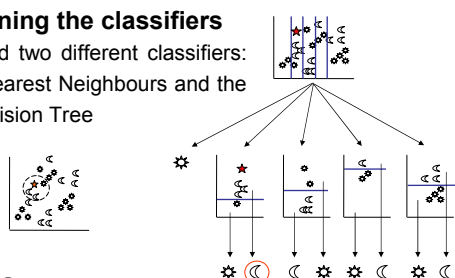 ning the classifiers
d two different classifiers:
earest Neighbours and the
ision Tree